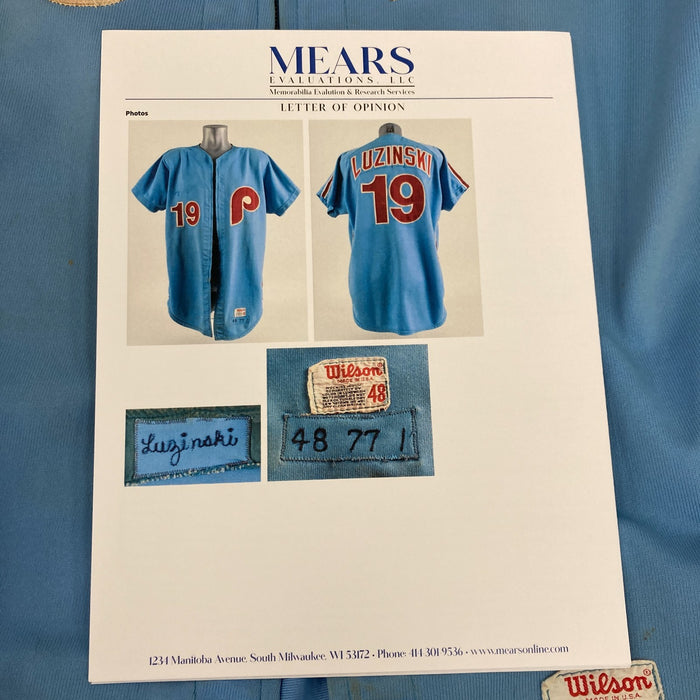 MEARS
EVALUATIONS, LLC
Memorabilia Evalution & Research Services
LETTER OF OPINION
Photos
19 P
LUZINSKI
19
Wilson
MADE IN U.S.A.
48
48 77 1
Luzinski
1234 Manitoba Avenue, South Milwaukee, WI 53172 • Phone: 414 301 9536 • www.mearsonline.com
Wilson®
MADE IN U.S.A.